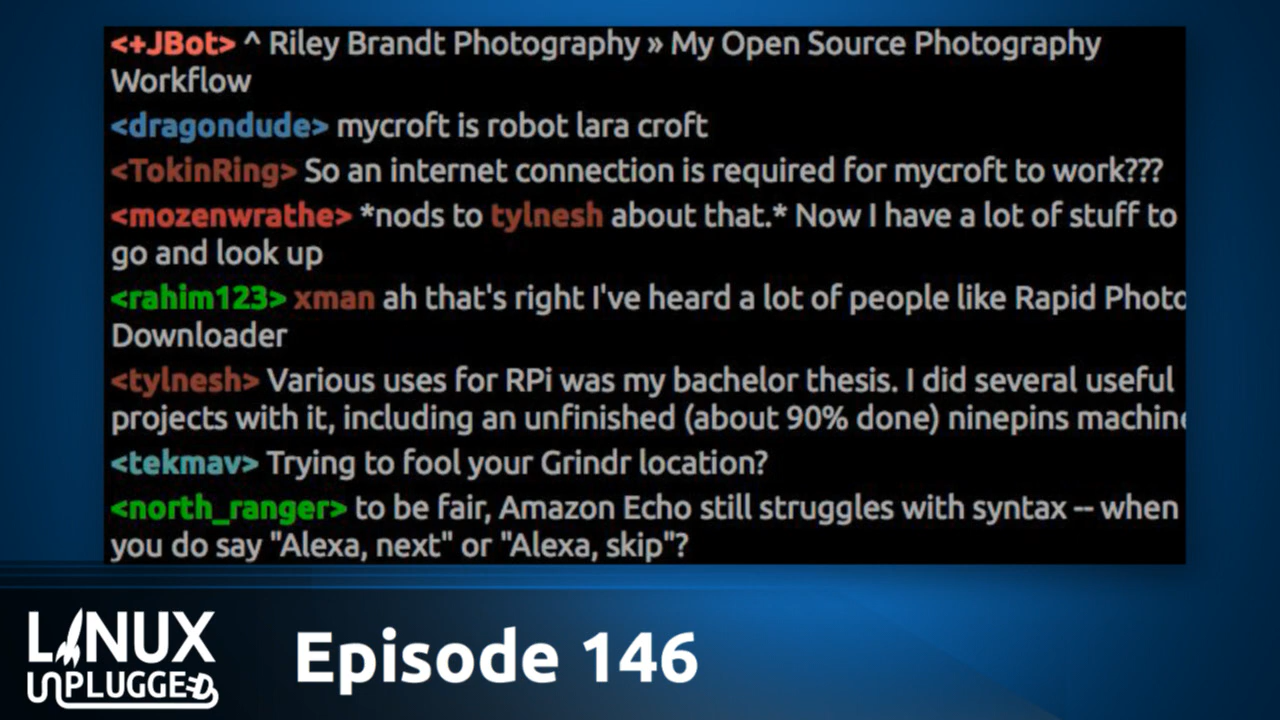 <+JBot> ^ Riley Brandt Photography » My Open Source Photography
Workflow
<dragondude> mycroft is robot lara croft
<TokinRing> So an internet connection is required for mycroft to work???
<mozenwrathe> *nods to tylnesh about that.* Now I have a lot of stuff to
go and look up
<rahim123> xman ah that's right I've heard a lot of people like Rapid Photo
Downloader
<tylnesh> Various uses for RPi was my bachelor thesis. I did several useful
projects with it, including an unfinished (about 90% done) ninepins machine
<tekmav> Trying to fool your Grindr location?
<north_ranger> to be fair, Amazon Echo still struggles with syntax -- when
you do say "Alexa, next" or "Alexa, skip"?
LINUX
UNPLUGGED
Episode 146